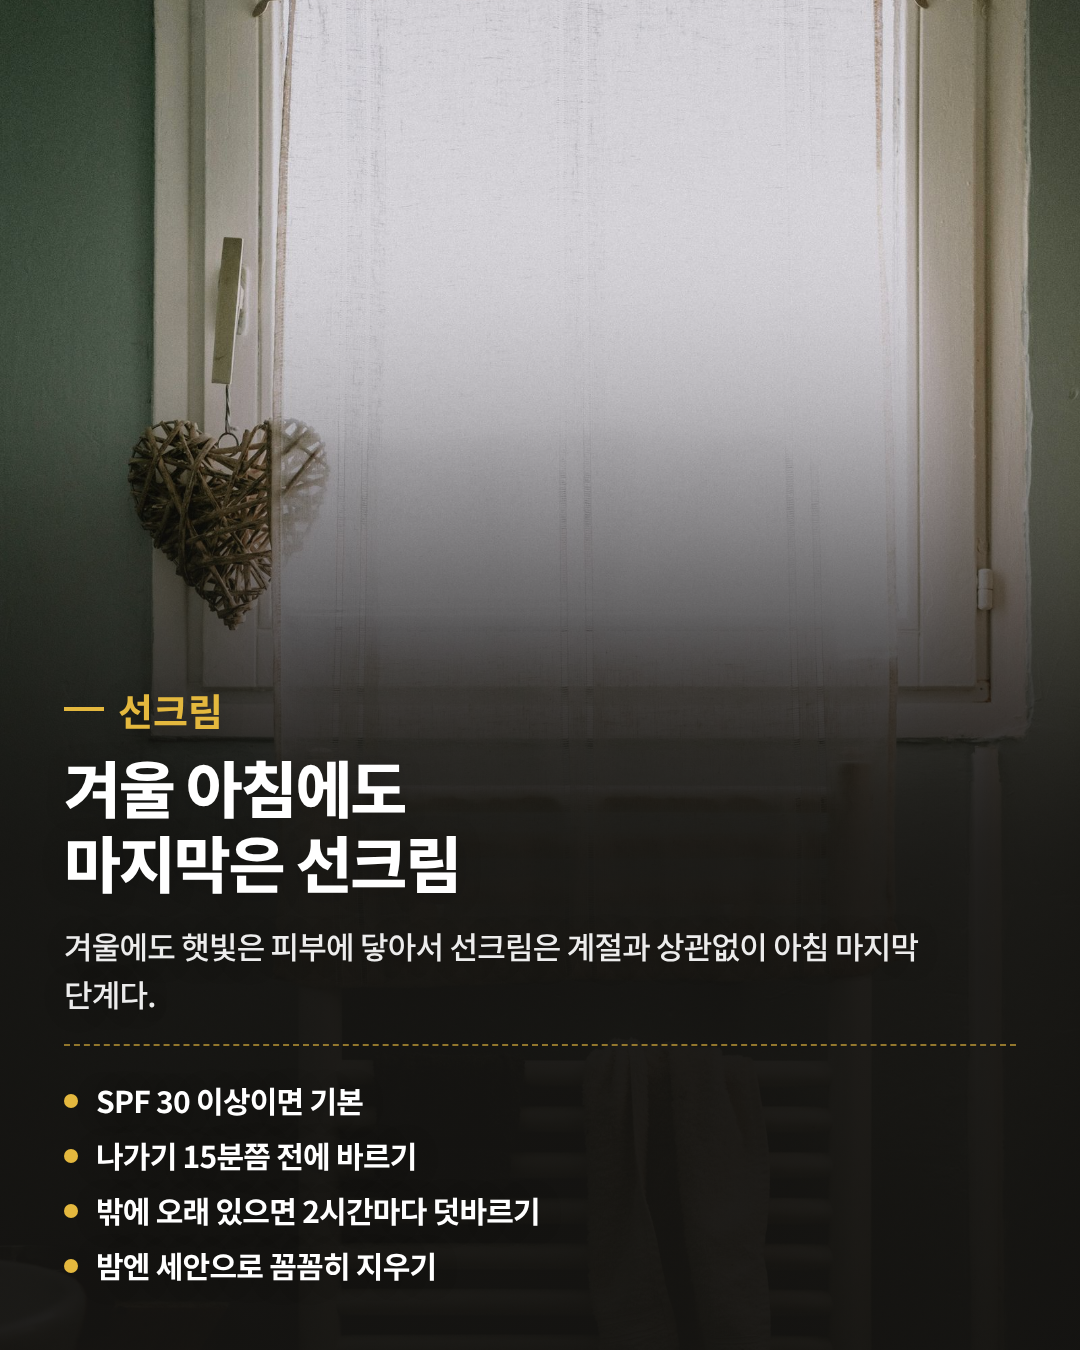 선크림
겨울 아침에도
마지막은 선크림
겨울에도 햇빛은 피부에 닿아서 선크림은 계절과 상관없이 아침 마지막
단계다.
SPF 30 이상이면 기본
나가기 15분쯤 전에 바르기
밖에 오래 있으면 2시간마다 덧바르기
밤엔 세안으로 꼼꼼히 지우기